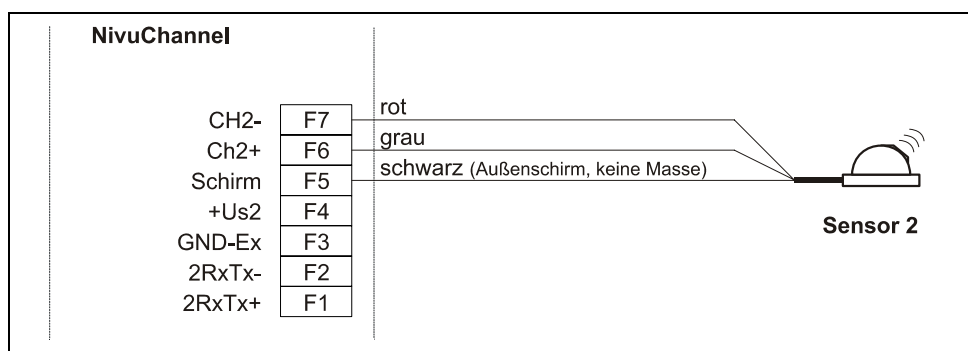 NivuChannel
CH2- F7 rot
Ch2+ F6 grau
Schirm F5 schwarz (Außenschirm, keine Masse)
+Us2 F4
GND-Ex F3
2RxTx- F2
2RxTx+ F1
Sensor 2